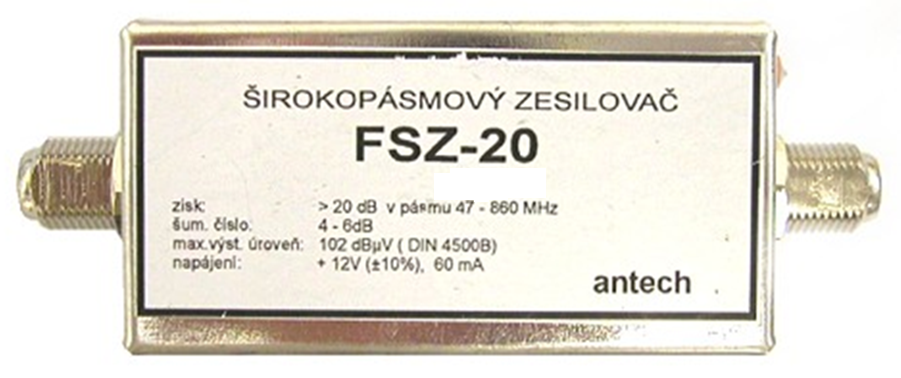 ŠIROKOPÁSMOVÝ ZESILOVAČ
FSZ-20
zisk: > 20 dB v pásmu 47 - 860 MHz
šum. číslo: 4 - 6dB
max.výst. úroveň: 102 dBµV ( DIN 4500B)
napájení: + 12V (±10%), 60 mA
antech